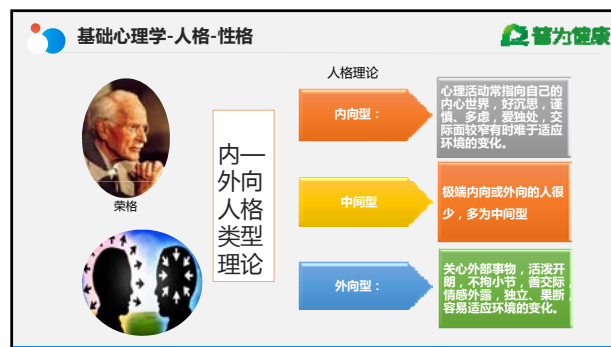 基础心理学-人格-性格
普为健康
人格理论
荣格
内—
外向
人格
类型
理论
内向型：
心理活动常指向自己的
内心世界，好沉思，谨
慎、多虑，爱独处，交
际面较窄有时难于适应
环境的变化。
中间型
极端内向或外向的人很
少，多为中间型
外向型：
关心外部事物，活泼开
朗，不拘小节，善交际，
情感外露，独立、果断，
容易适应环境的变化。